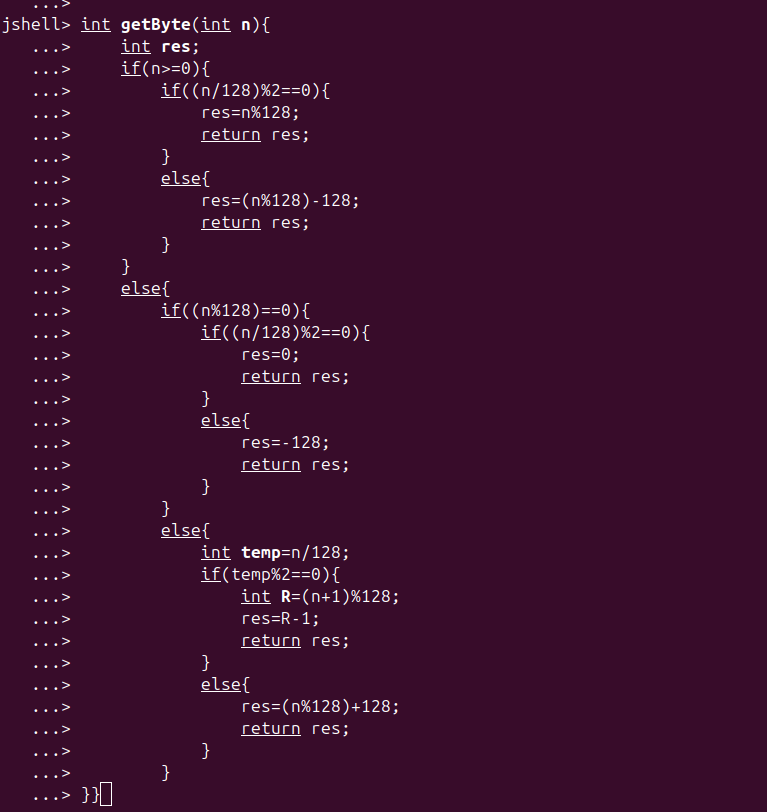 ...>
jshell> int getByte(int n){
   ...>     int res;
   ...>     if(n>=0){
   ...>         if((n/128)%2==0){
   ...>             res=n%128;
   ...>             return res;
   ...>         }
   ...>         else{
   ...>             res=(n%128)-128;
   ...>             return res;
   ...>         }
   ...>     }
   ...>     else{
   ...>         if((n%128)==0){
   ...>             if((n/128)%2==0){
   ...>                 res=0;
   ...>                 return res;
   ...>             }
   ...>             else{
   ...>                 res=-128;
   ...>                 return res;
   ...>             }
   ...>         }
   ...>         else{
   ...>             int temp=n/128;
   ...>             if(temp%2==0){
   ...>                 int R=(n+1)%128;
   ...>                 res=R-1;
   ...>                 return res;
   ...>             }
   ...>             else{
   ...>                 res=(n%128)+128;
   ...>                 return res;
   ...>             }
   ...>         }
   ...> }}